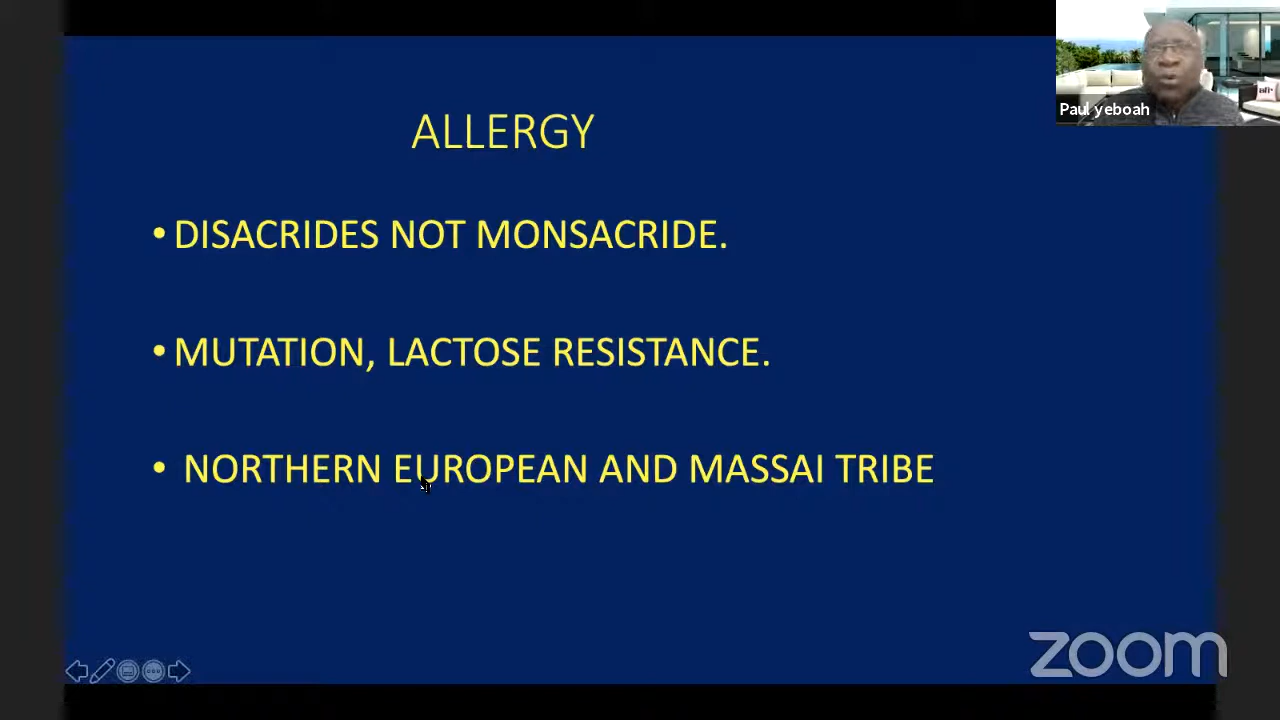 Paul yeboah
ALLERGY
• DISACRIDES NOT MONSACRIDE.
• MUTATION, LACTOSE RESISTANCE.
• NORTHERN EUROPEAN AND MASSAI TRIBE
zoom